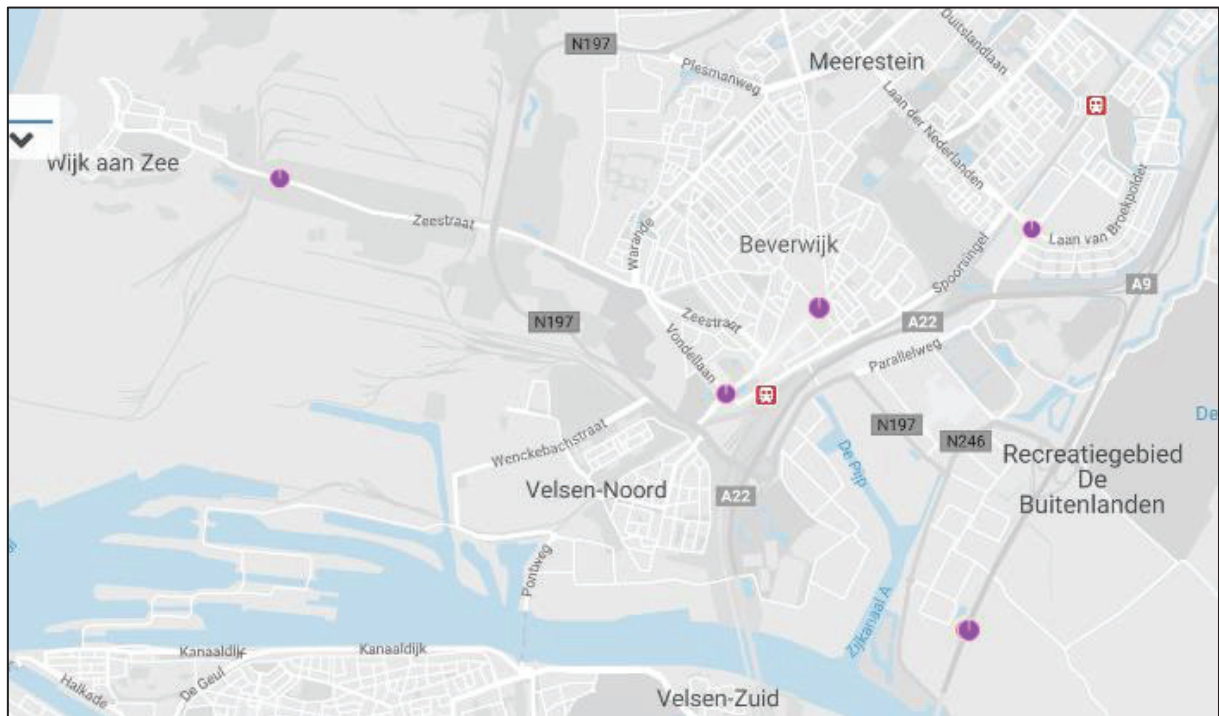 N197
Plesmanweg
Meerestein
Duitslandlaan
Laan der Nederlanden
Wijk aan Zee
Zeestraat
Warande
Beverwijk
Spoorsingel
Laan van Broekpolder
A9
N197
Zeestraat
A22
Vondellaan
Parallelweg
De
N197
Wenckebachstraat
De Pijp
N246
Recreatiegebied
De
Buitenlanden
Velsen-Noord
A22
Pontweg
Zijkanaal A
Kanaaldijk
Kanaaldijk
De Geul
Halkade
Velsen-Zuid